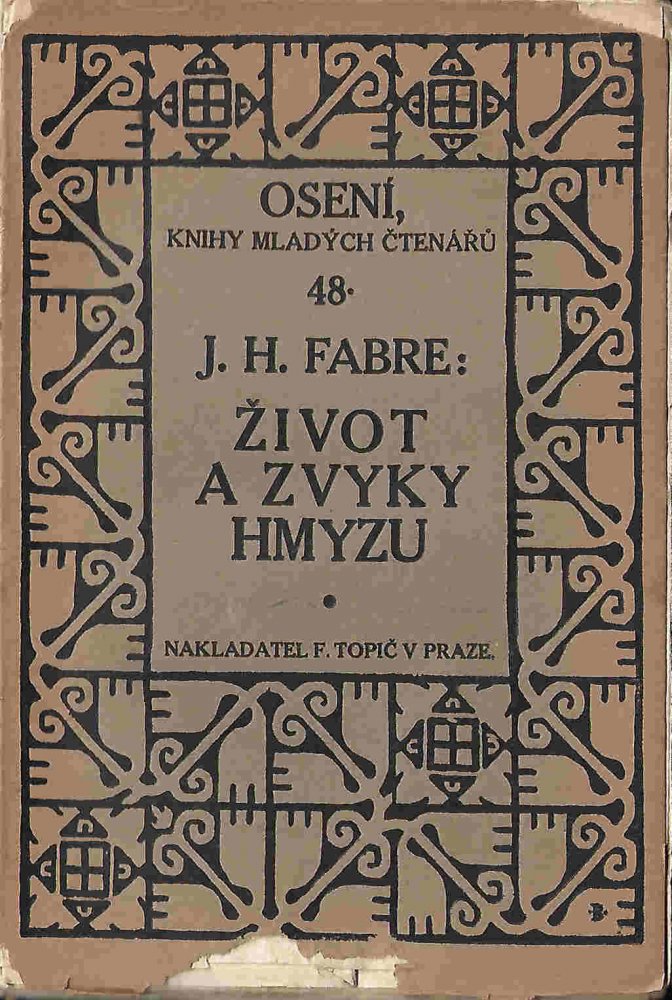 OSENÍ,
KNIHY MLADÝCH ČTENÁŘŮ
48·
J. H. FABRE:
ŽIVOT
A ZVYKY
HMYZU
•
NAKLADATEL F. TOPIČ V PRAZE.